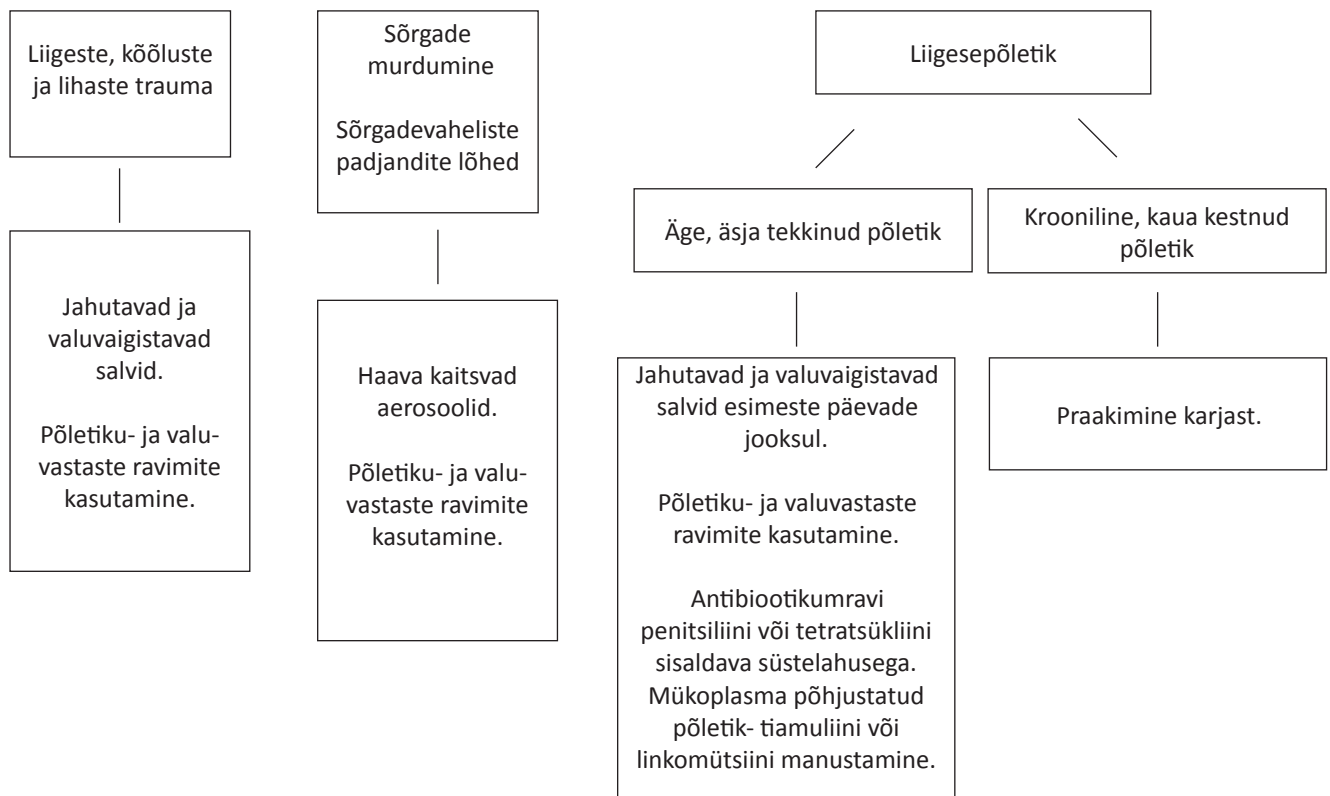 Liigeste, kõõluste
ja lihaste trauma
Jahutavad ja
valuvaigistavad
salvid.
Põletiku- ja valu-
vastaste ravimite
kasutamine.
Sõrgade
murdumine
Sõrgadevaheliste
padjandite lõhed
Haava kaitsvad
aerosoolid.
Põletiku- ja valu-
vastaste ravimite
kasutamine.
Liigesepõletik
Äge, äsja tekkinud põletik
Jahutavad ja valuvaigistavad
salvid esimeste päevade
jooksul.
Põletiku- ja valuvastaste
ravimite kasutamine.
Antibiootikumravi
penitsiliini või tetratsükliini
sisaldava süstelahusega.
Mükoplasma põhjustatud
põletik- tiamuliini või
linkomütsiini manustamine.
Krooniline, kaua kestnud
põletik
Praakimine karjast.